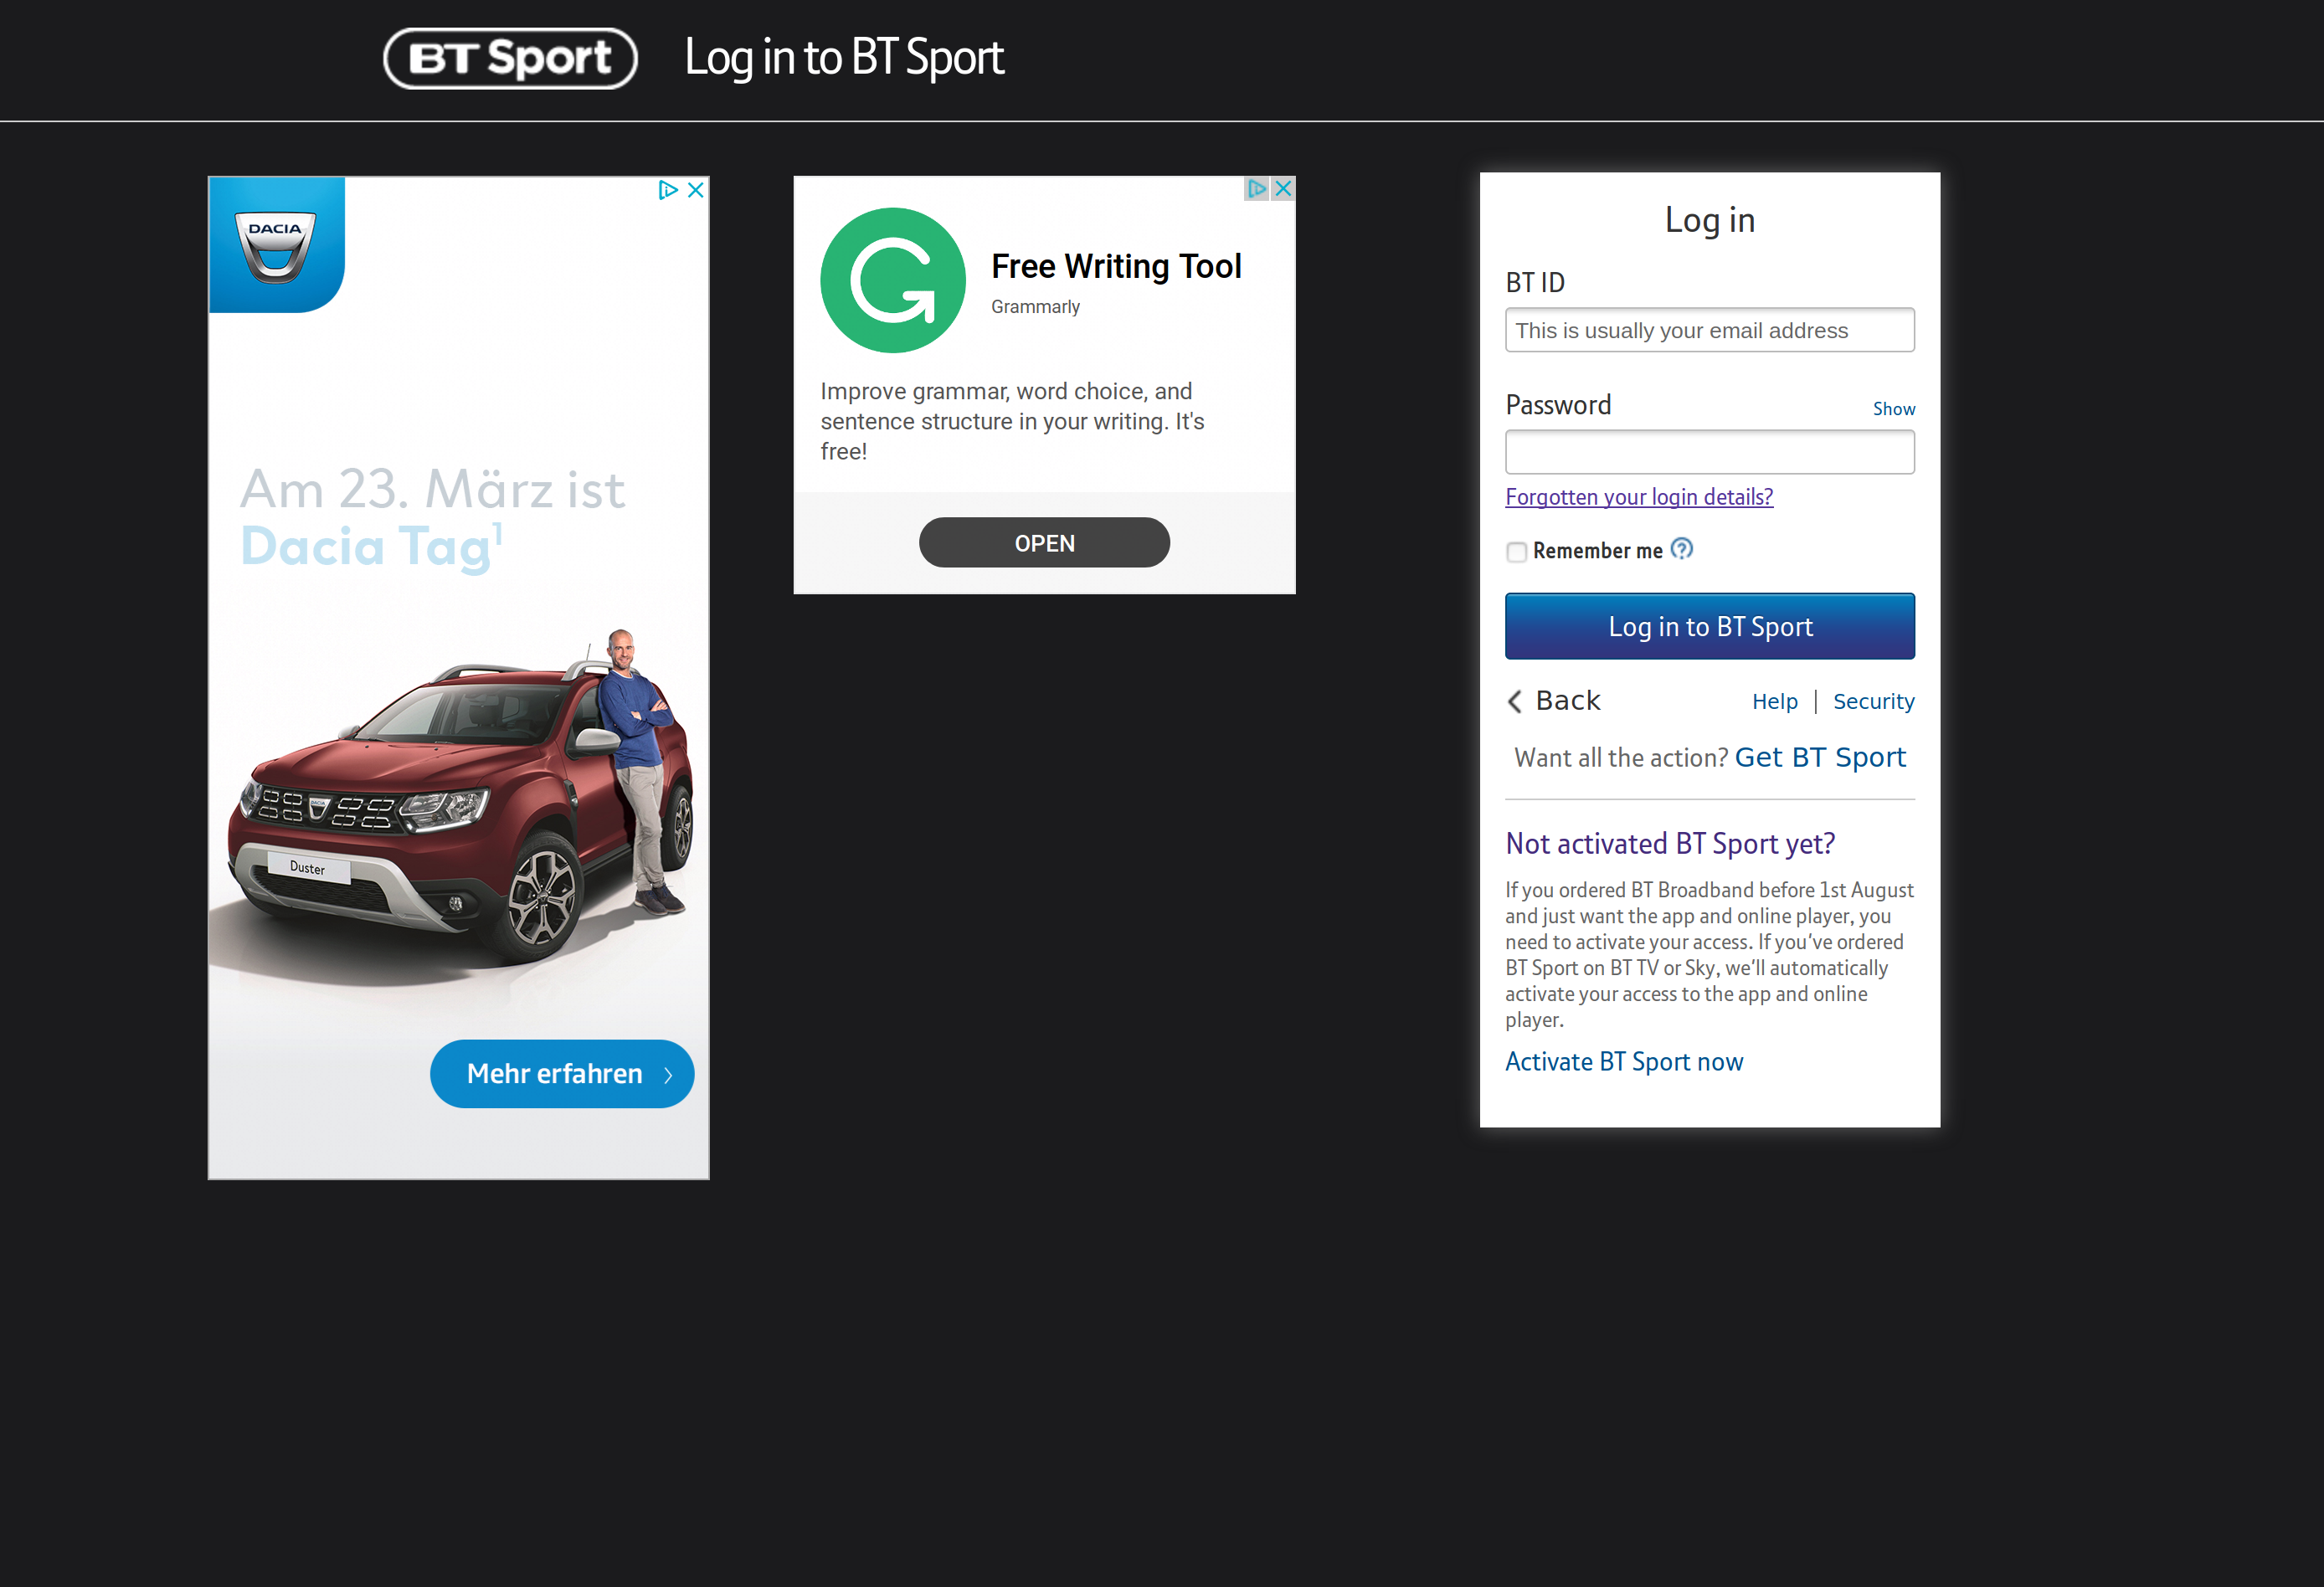 BT Sport
Log in to BT Sport
DACIA
Am 23. März ist
Dacia Tag¹
Duster
Mehr erfahren
Free Writing Tool
Grammarly
Improve grammar, word choice, and
sentence structure in your writing. It's
free!
OPEN
Log in
BT ID
This is usually your email address
Password
Show
Forgotten your login details?
Remember me
Log in to BT Sport
Back
Help | Security
Want all the action? Get BT Sport
Not activated BT Sport yet?
If you ordered BT Broadband before 1st August
and just want the app and online player, you
need to activate your access. If you've ordered
BT Sport on BT TV or Sky, we'll automatically
activate your access to the app and online
player.
Activate BT Sport now